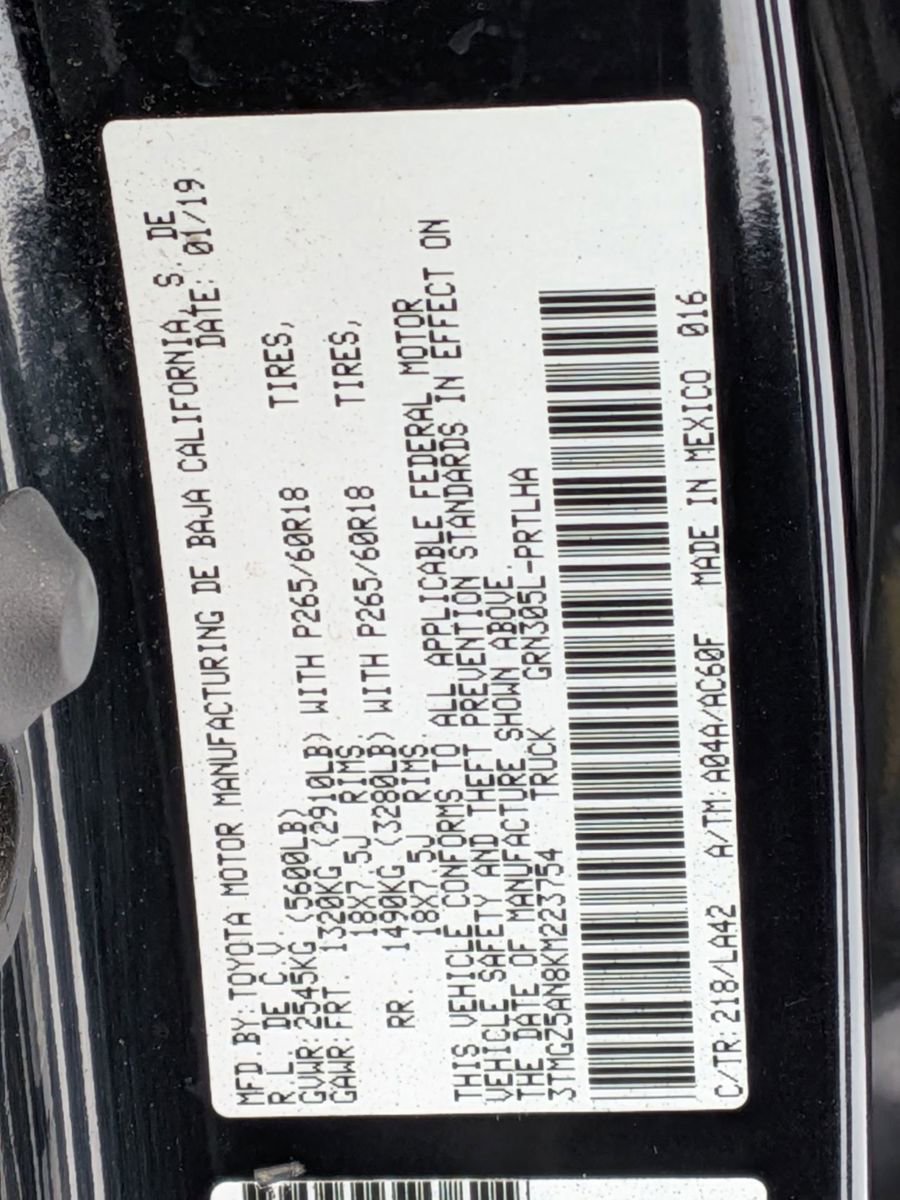 MFD.BY: TOYOTA MOTOR MANUFACTURING DE BAJA CALIFORNIA, S. DE
R.L. DE C.V. DATE: 01/19
GVWR: 2545KG (5600LB)
GAWR: FRT. 1320KG (2910LB) WITH P265/60R18 TIRES,
18X7.5J RIMS.
RR. 1490KG (3280LB) WITH P265/60R18 TIRES,
18X7.5J RIMS.
THIS VEHICLE CONFORMS TO ALL APPLICABLE FEDERAL MOTOR
VEHICLE SAFETY AND THEFT PREVENTION STANDARDS IN EFFECT ON
THE DATE OF MANUFACTURE SHOWN ABOVE.
3TMGZ5AN8KM223754 TRUCK GRN305L-PRTLHA
C/TR: 218/LA42 A/TM: A04A/AC60F MADE IN MEXICO 016